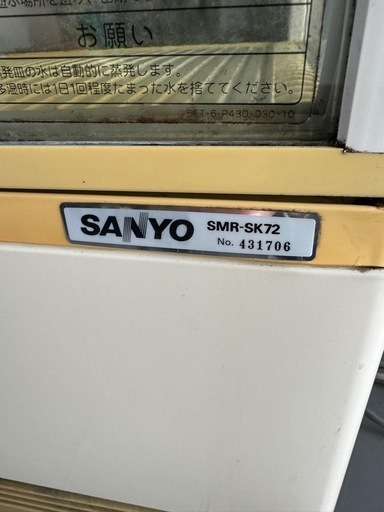 お願い
発皿の水は自動的に蒸発します。
多湿時には1日1回程度たまった水を捨ててください。
SANYO
SMR-SK72
No. 431706